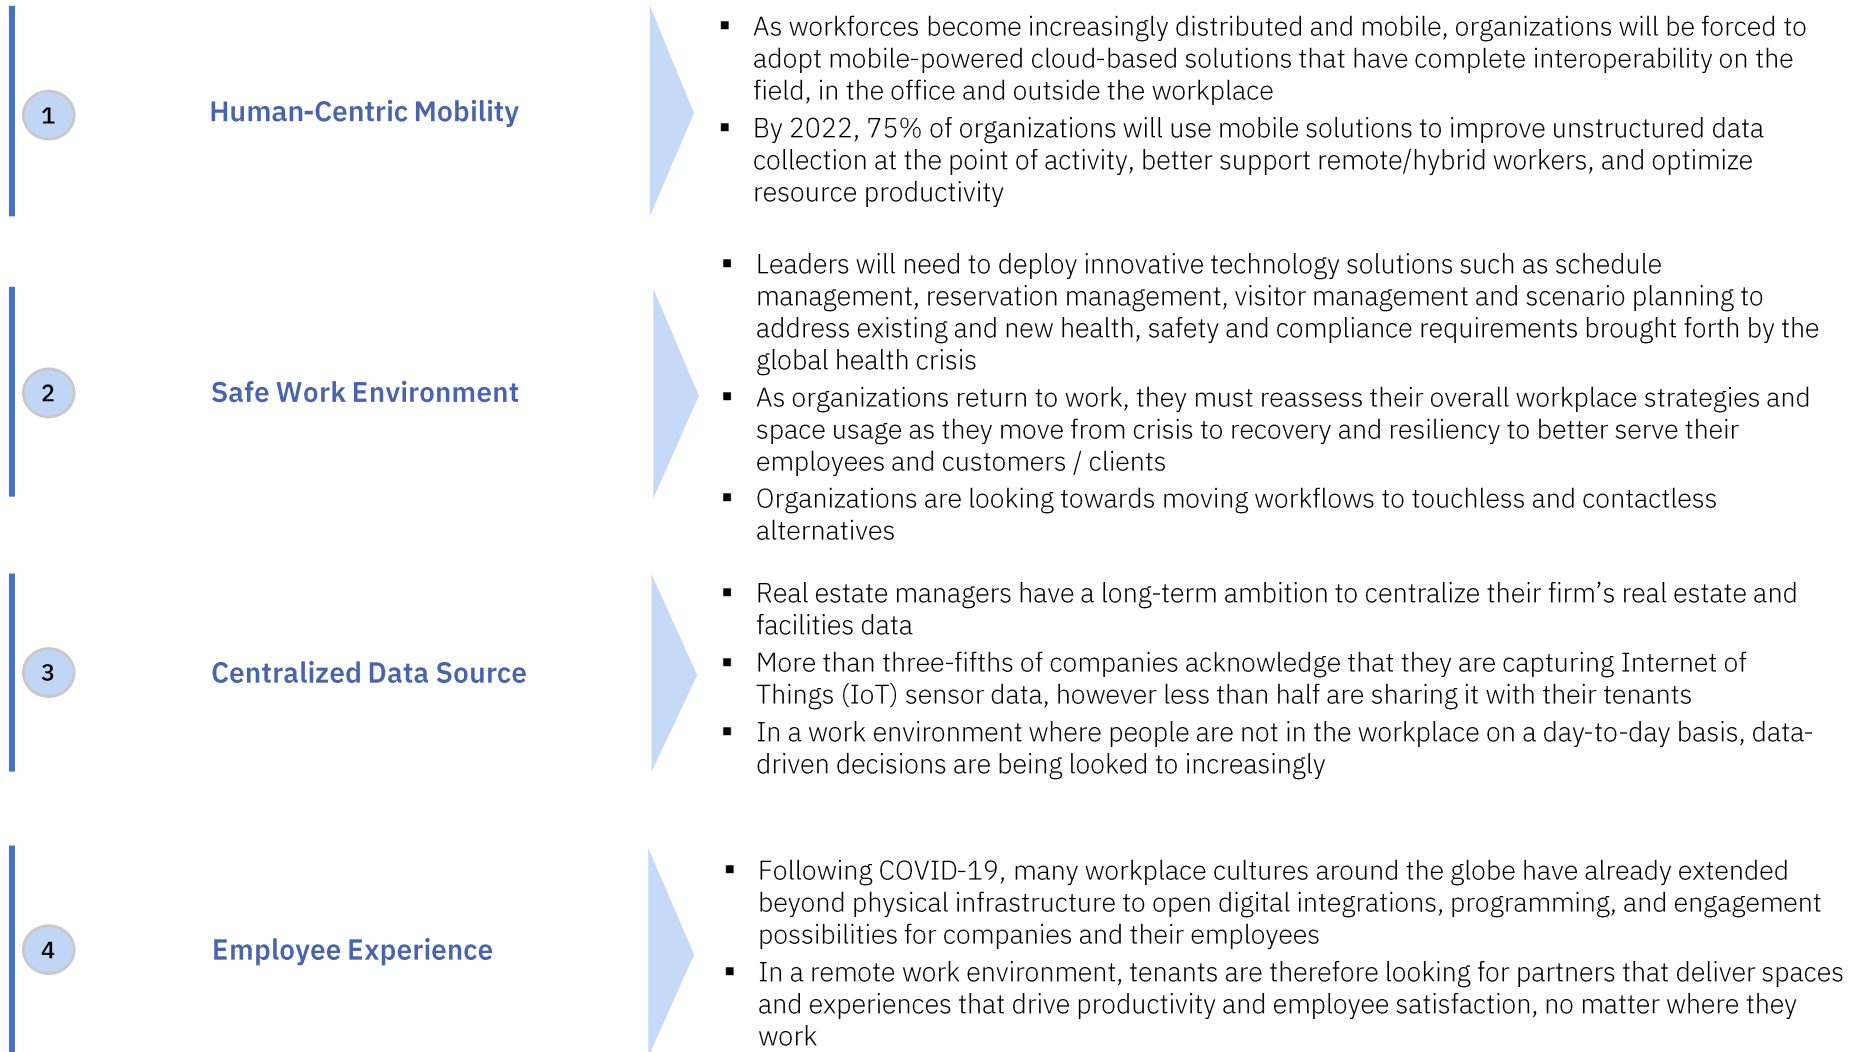 1
Human-Centric Mobility
▪ As workforces become increasingly distributed and mobile, organizations will be forced to
adopt mobile-powered cloud-based solutions that have complete interoperability on the
field, in the office and outside the workplace
▪ By 2022, 75% of organizations will use mobile solutions to improve unstructured data
collection at the point of activity, better support remote/hybrid workers, and optimize
resource productivity
2
Safe Work Environment
▪ Leaders will need to deploy innovative technology solutions such as schedule
management, reservation management, visitor management and scenario planning to
address existing and new health, safety and compliance requirements brought forth by the
global health crisis
▪ As organizations return to work, they must reassess their overall workplace strategies and
space usage as they move from crisis to recovery and resiliency to better serve their
employees and customers / clients
▪ Organizations are looking towards moving workflows to touchless and contactless
alternatives
3
Centralized Data Source
▪ Real estate managers have a long-term ambition to centralize their firm’s real estate and
facilities data
▪ More than three-fifths of companies acknowledge that they are capturing Internet of
Things (IoT) sensor data, however less than half are sharing it with their tenants
▪ In a work environment where people are not in the workplace on a day-to-day basis, data-
driven decisions are being looked to increasingly
4
Employee Experience
▪ Following COVID-19, many workplace cultures around the globe have already extended
beyond physical infrastructure to open digital integrations, programming, and engagement
possibilities for companies and their employees
▪ In a remote work environment, tenants are therefore looking for partners that deliver spaces
and experiences that drive productivity and employee satisfaction, no matter where they
work